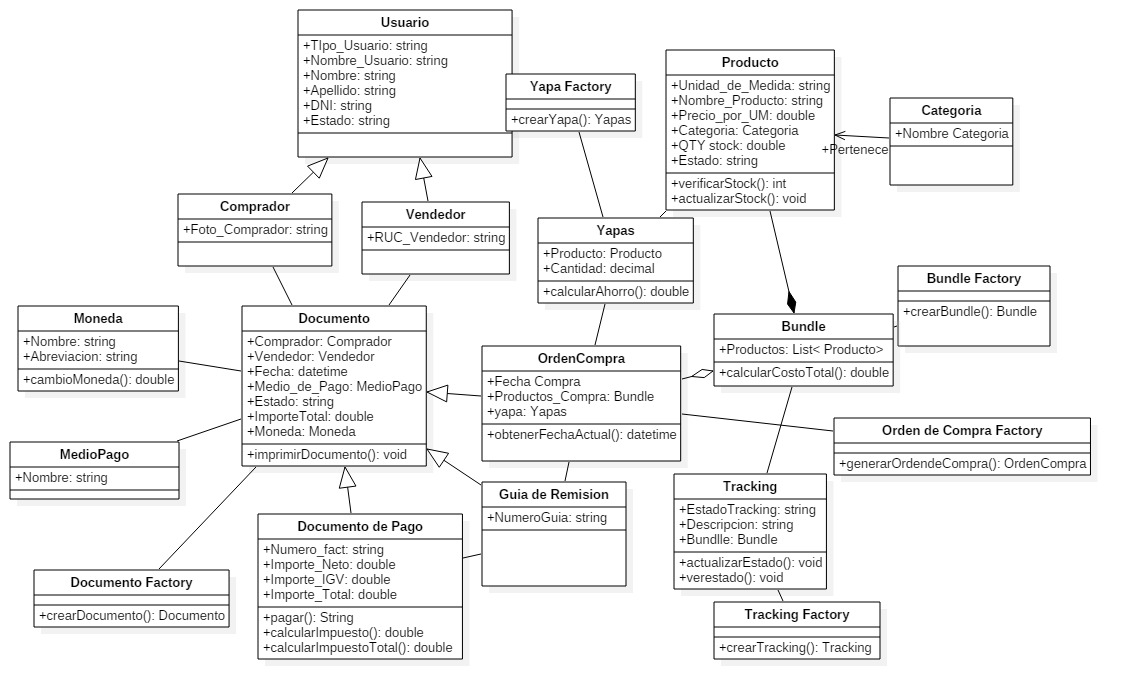 Usuario
+TIpo_Usuario: string
+Nombre_Usuario: string
+Nombre: string
+Apellido: string
+DNI: string
+Estado: string
Yapa Factory
+crearYapa(): Yapas
Producto
+Unidad_de_Medida: string
+Nombre_Producto: string
+Precio_por_UM: double
+Categoria: Categoria
+QTY stock: double
+Estado: string
+verificarStock(): int
+actualizarStock(): void
Categoria
+Nombre Categoria
+Pertenece
Comprador
+Foto_Comprador: string
Vendedor
+RUC_Vendedor: string
Yapas
+Producto: Producto
+Cantidad: decimal
+calcularAhorro(): double
Bundle Factory
+crearBundle(): Bundle
Moneda
+Nombre: string
+Abreviacion: string
+cambioMoneda(): double
Documento
+Comprador: Comprador
+Vendedor: Vendedor
+Fecha: datetime
+Medio_de_Pago: MedioPago
+Estado: string
+ImporteTotal: double
+Moneda: Moneda
+imprimirDocumento(): void
OrdenCompra
+Fecha Compra
+Productos_Compra: Bundle
+yapa: Yapas
+obtenerFechaActual(): datetime
Bundle
+Productos: List< Producto>
+calcularCostoTotal(): double
Orden de Compra Factory
+generarOrdendeCompra(): OrdenCompra
MedioPago
+Nombre: string
Guia de Remision
+NumeroGuia: string
Tracking
+EstadoTracking: string
+Descripcion: string
+Bundlle: Bundle
+actualizarEstado(): void
+verestado(): void
Documento de Pago
+Numero_fact: string
+Importe_Neto: double
+Importe_IGV: double
+Importe_Total: double
+pagar(): String
+calcularImpuesto(): double
+calcularImpuestoTotal(): double
Documento Factory
+crearDocumento(): Documento
Tracking Factory
+crearTracking(): Tracking